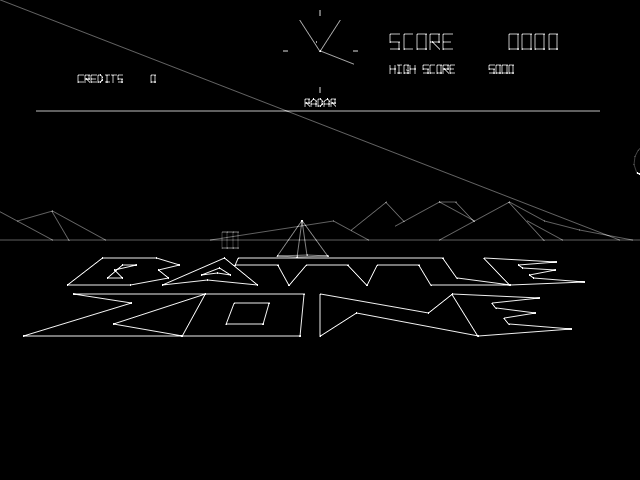 SCORE 0000
HIGH SCORE 5000
CREDITS 0
RADAR
BATTLE
ZONE